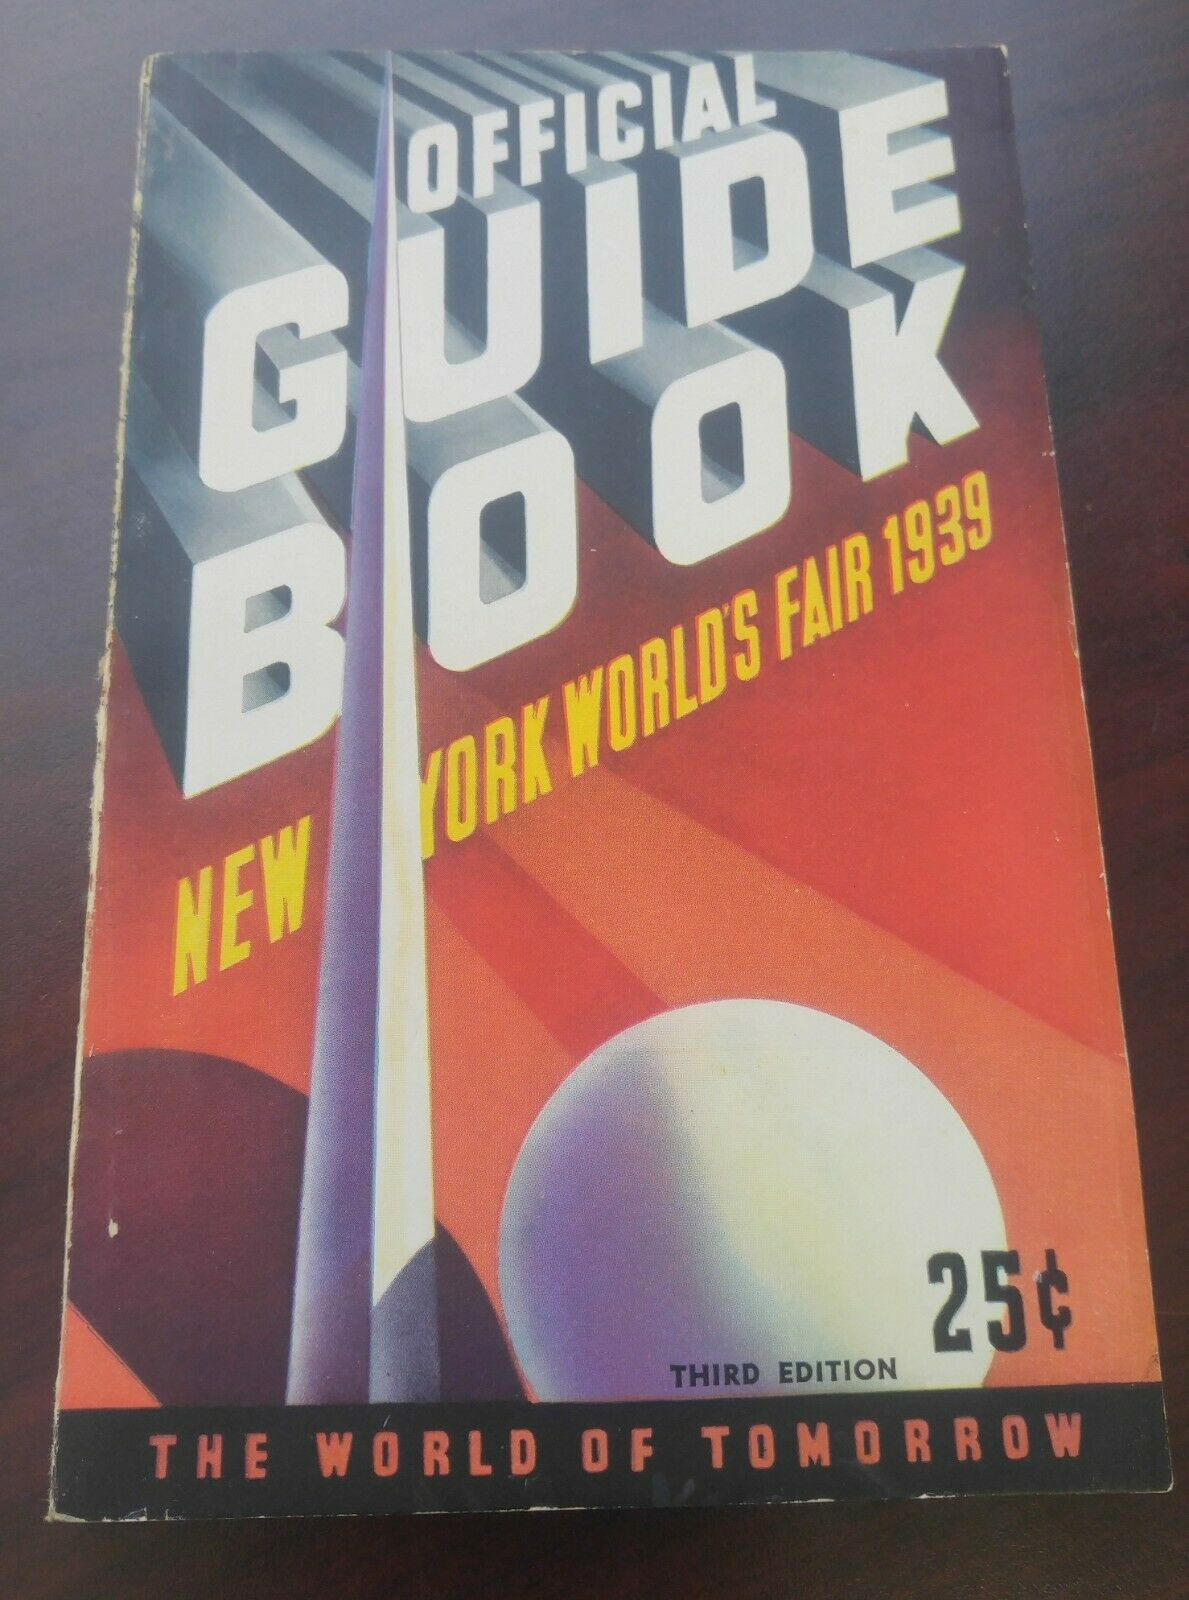 OFFICIAL
GUIDE
BOOK
NEW YORK WORLD'S FAIR 1939
25¢
THIRD EDITION
THE WORLD OF TOMORROW